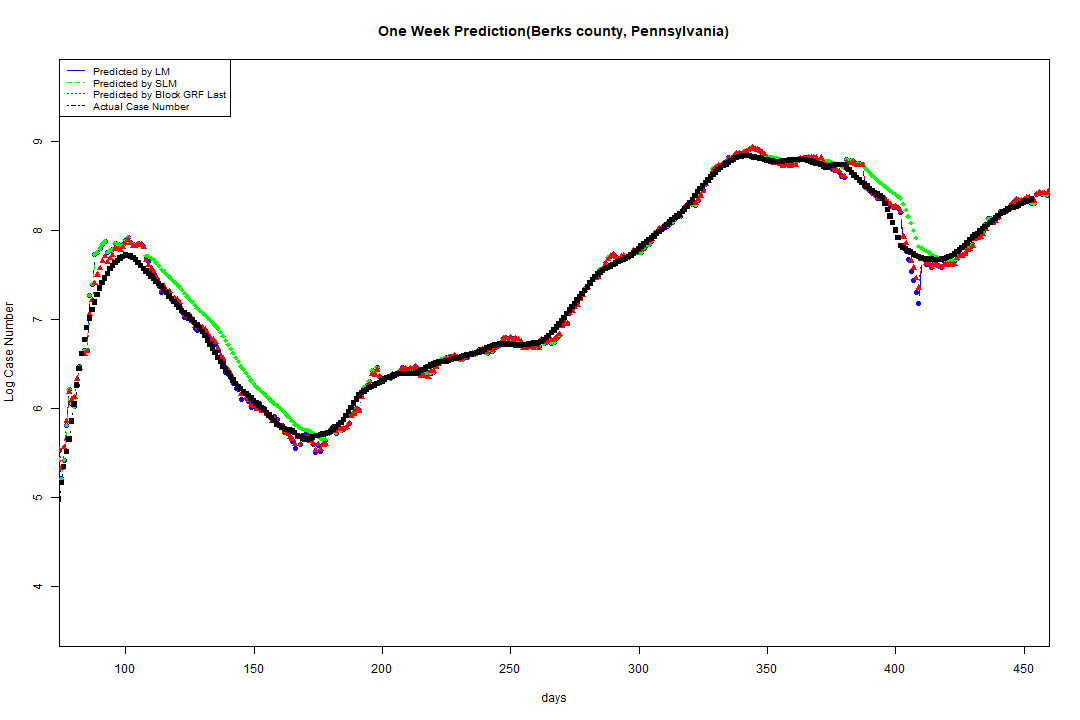 One Week Prediction(Berks county, Pennsylvania)
Predicted by LM
Predicted by SLM
Predicted by Block GRF Last
Actual Case Number
9
8
7
6
5
4
Log Case Number
100 150 200 250 300 350 400 450
days